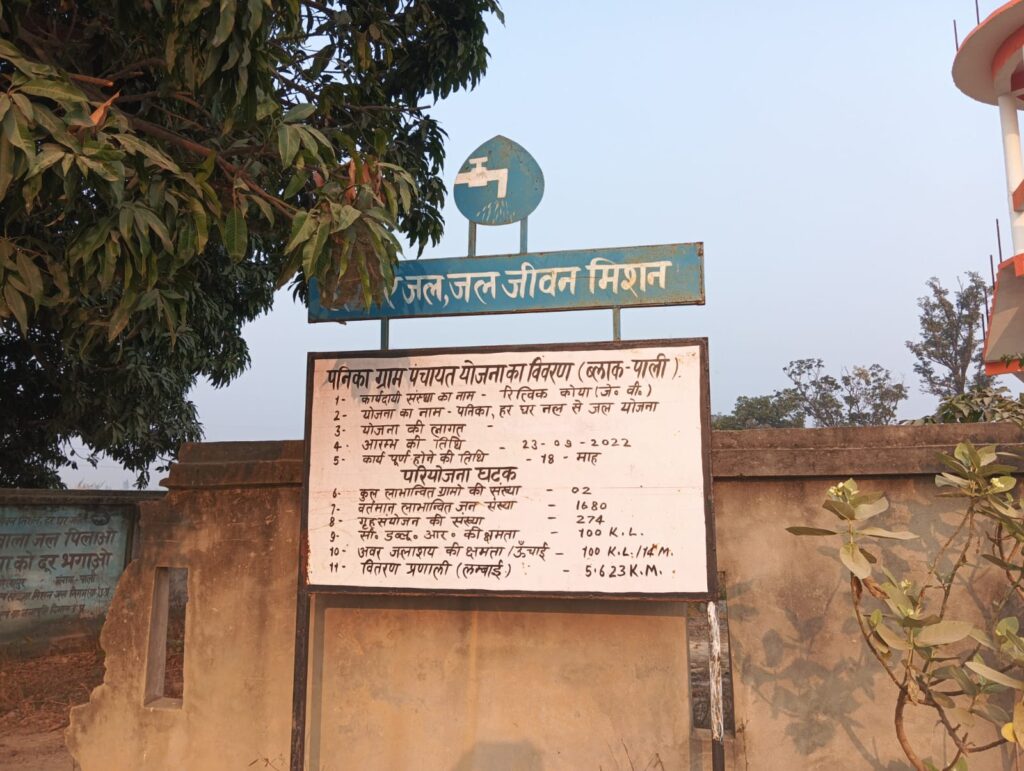 र जल, जल जीवन मिशन
पनिका ग्राम पंचायत योजना का विवरण (ब्लाक-पाली)
1- कार्यदायी संस्था का नाम - रित्विक कोया (जे० वी०)
2- योजना का नाम - पनिका, हर घर नल से जल योजना
3- योजना की लागत -
4- आरम्भ की तिथि - 23-09-2022
5- कार्य पूर्ण होने की तिथि - 18 - माह
परियोजना घटक
6- कुल लाभान्वित ग्रामो की संख्या - 02
7- वर्तमान लाभान्वित जन संख्या - 1680
8- गृहसंयोजन की संख्या - 274
9- सी. डब्लू. आर. की क्षमता - 100 K.L.
10- अवर जलाशय की क्षमता /ऊँचाई - 100 K.L./14 M.
11- वितरण प्रणाली (लम्बाई) - 5.623 K.M.
वाला जल पिलाओ
को दूर भगाओ